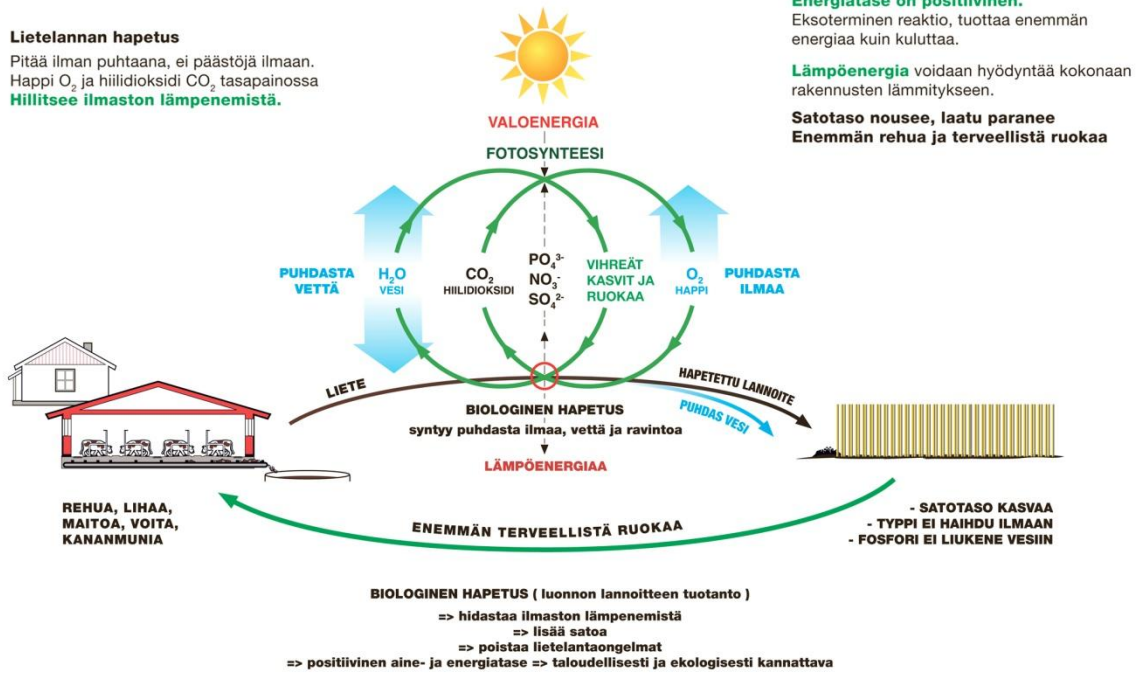 Lietelannan hapetus
Pitää ilman puhtaana, ei päästöjä ilmaan.
Happi O₂ ja hiilidioksidi CO₂ tasapainossa
Hillitsee ilmaston lämpenemistä.
Energiatase on positiivinen.
Eksoterminen reaktio, tuottaa enemmän
energiaa kuin kuluttaa.
Lämpöenergia voidaan hyödyntää kokonaan
rakennusten lämmitykseen.
Satotaso nousee, laatu paranee
Enemmän rehua ja terveellistä ruokaa
VALOENERGIA
FOTOSYNTEESI
PUHDASTA
VETTÄ
H₂O
VESI
CO₂
HIILIDIOKSIDI
PO₄³⁻
NO₃⁻
SO₄²⁻
VIHREÄT
KASVIT JA
RUOKAA
O₂
HAPPI
PUHDASTA
ILMAA
LIETE
HAPETETTU LANNOITE
PUHDAS VESI
BIOLOGINEN HAPETUS
syntyy puhdasta ilmaa, vettä ja ravintoa
LÄMPÖENERGIAA
REHUA, LIHAA,
MAITOA, VOITA,
KANANMUNIA
ENEMMÄN TERVEELLISTÄ RUOKAA
- SATOTASO KASVAA
- TYPPI EI HAIHDU ILMAAN
- FOSFORI EI LIUKENE VESIIN
BIOLOGINEN HAPETUS ( luonnon lannoitteen tuotanto )
=> hidastaa ilmaston lämpenemistä
=> lisää satoa
=> poistaa lietelantaongelmat
=> positiivinen aine- ja energiatase => taloudellisesti ja ekologisesti kannattava